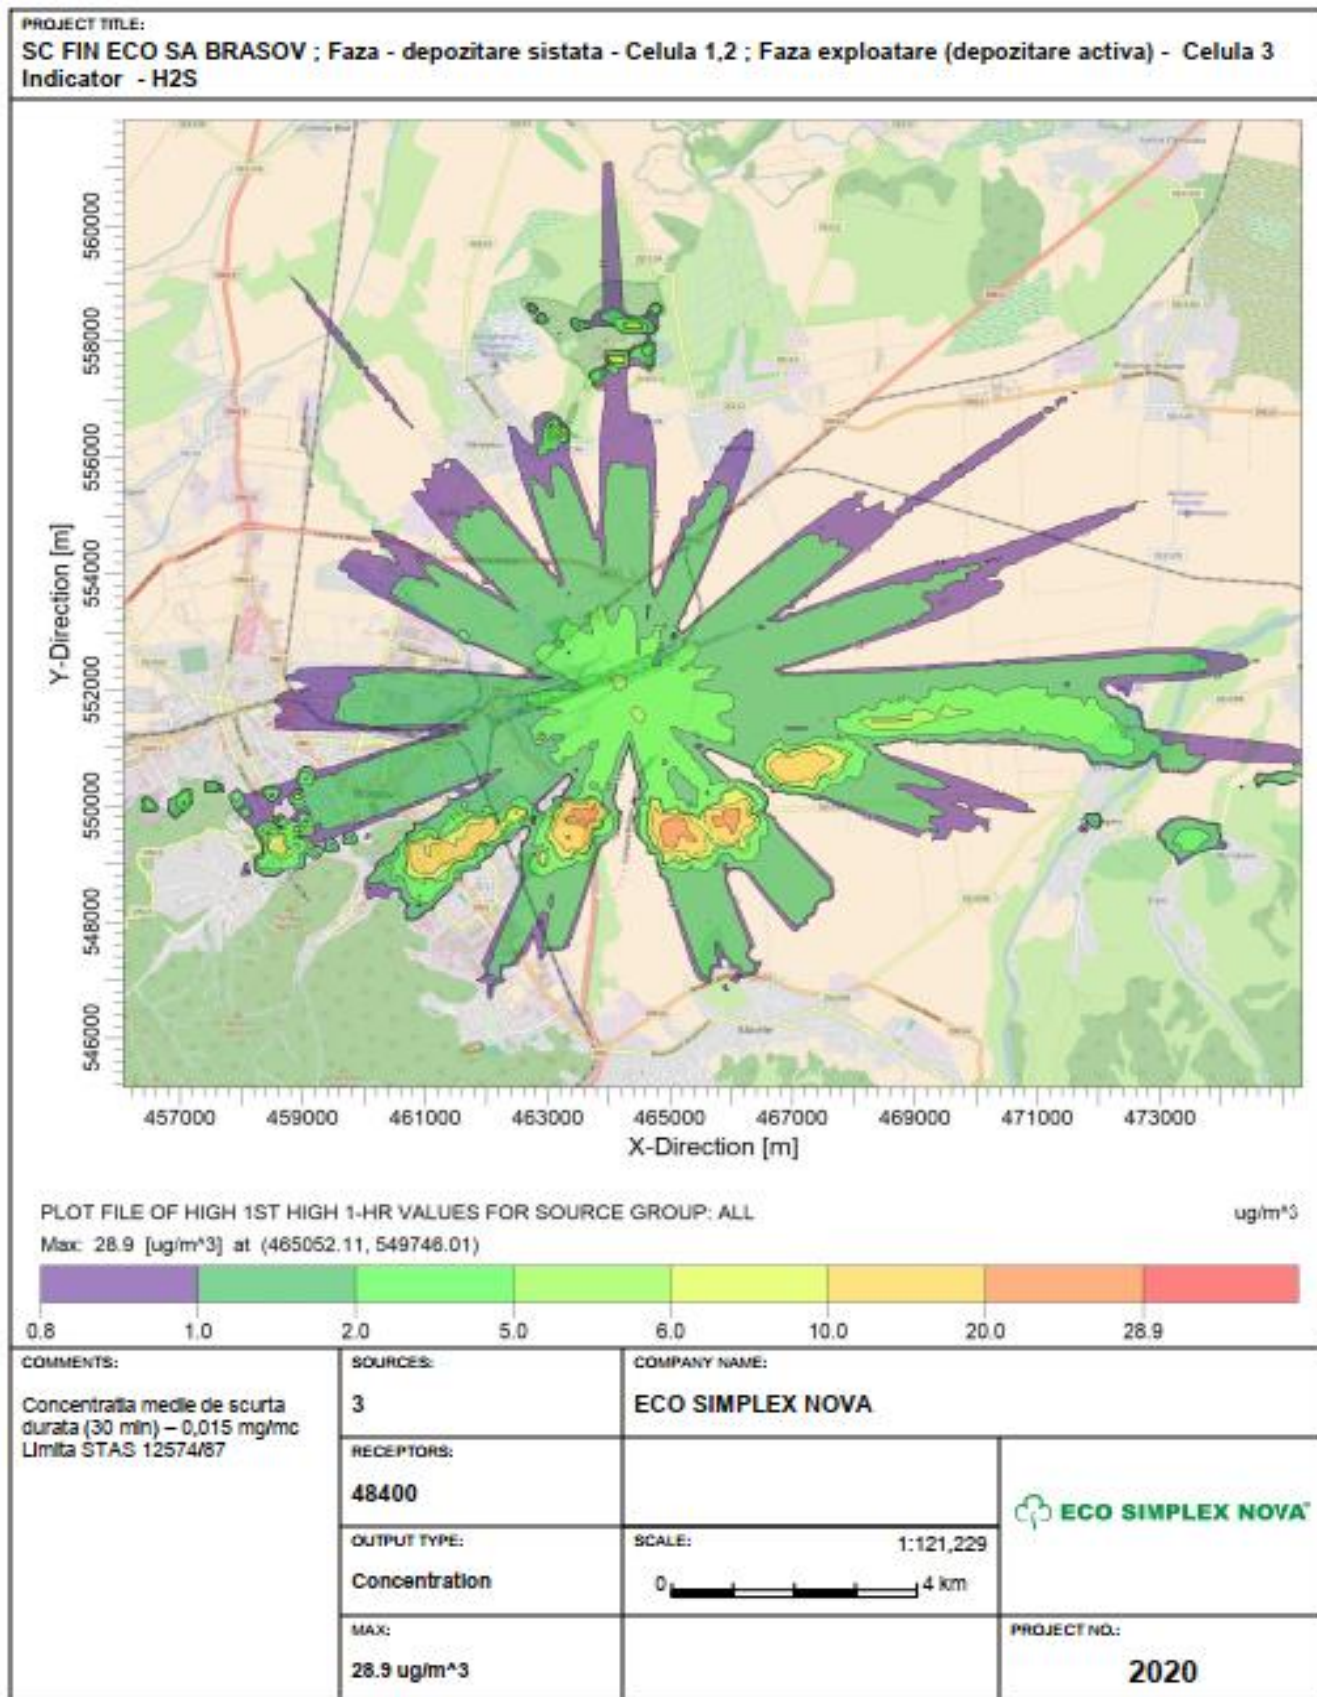 PROJECT TITLE:
SC FIN ECO SA BRASOV ; Faza - depozitare sistata - Celula 1,2 ; Faza exploatare (depozitare activa) - Celula 3
Indicator - H2S
Y-Direction [m]
560000
558000
556000
554000
552000
550000
548000
546000
457000 459000 461000 463000 465000 467000 469000 471000 473000
X-Direction [m]
PLOT FILE OF HIGH 1ST HIGH 1-HR VALUES FOR SOURCE GROUP: ALL
ug/m^3
Max: 28.9 [ug/m^3] at (465052.11, 549746.01)
0.8 1.0 2.0 5.0 6.0 10.0 20.0 28.9
COMMENTS:
Concentratia medie de scurta
durata (30 min) – 0,015 mg/mc
Limita STAS 12574/87
SOURCES:
3
COMPANY NAME:
ECO SIMPLEX NOVA
RECEPTORS:
48400
OUTPUT TYPE:
Concentration
SCALE: 1:121,229
0 4 km
ECO SIMPLEX NOVA
MAX:
28.9 ug/m^3
PROJECT NO.:
2020